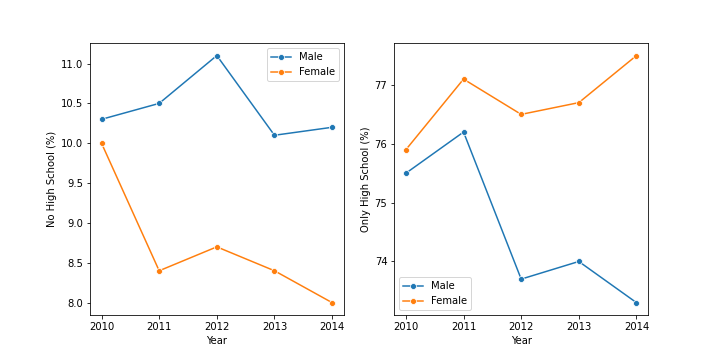 No High School (%)
11.0
10.5
10.0
9.5
9.0
8.5
8.0
Male
Female
2010 2011 2012 2013 2014
Year
Only High School (%)
77
76
75
74
Male
Female
2010 2011 2012 2013 2014
Year